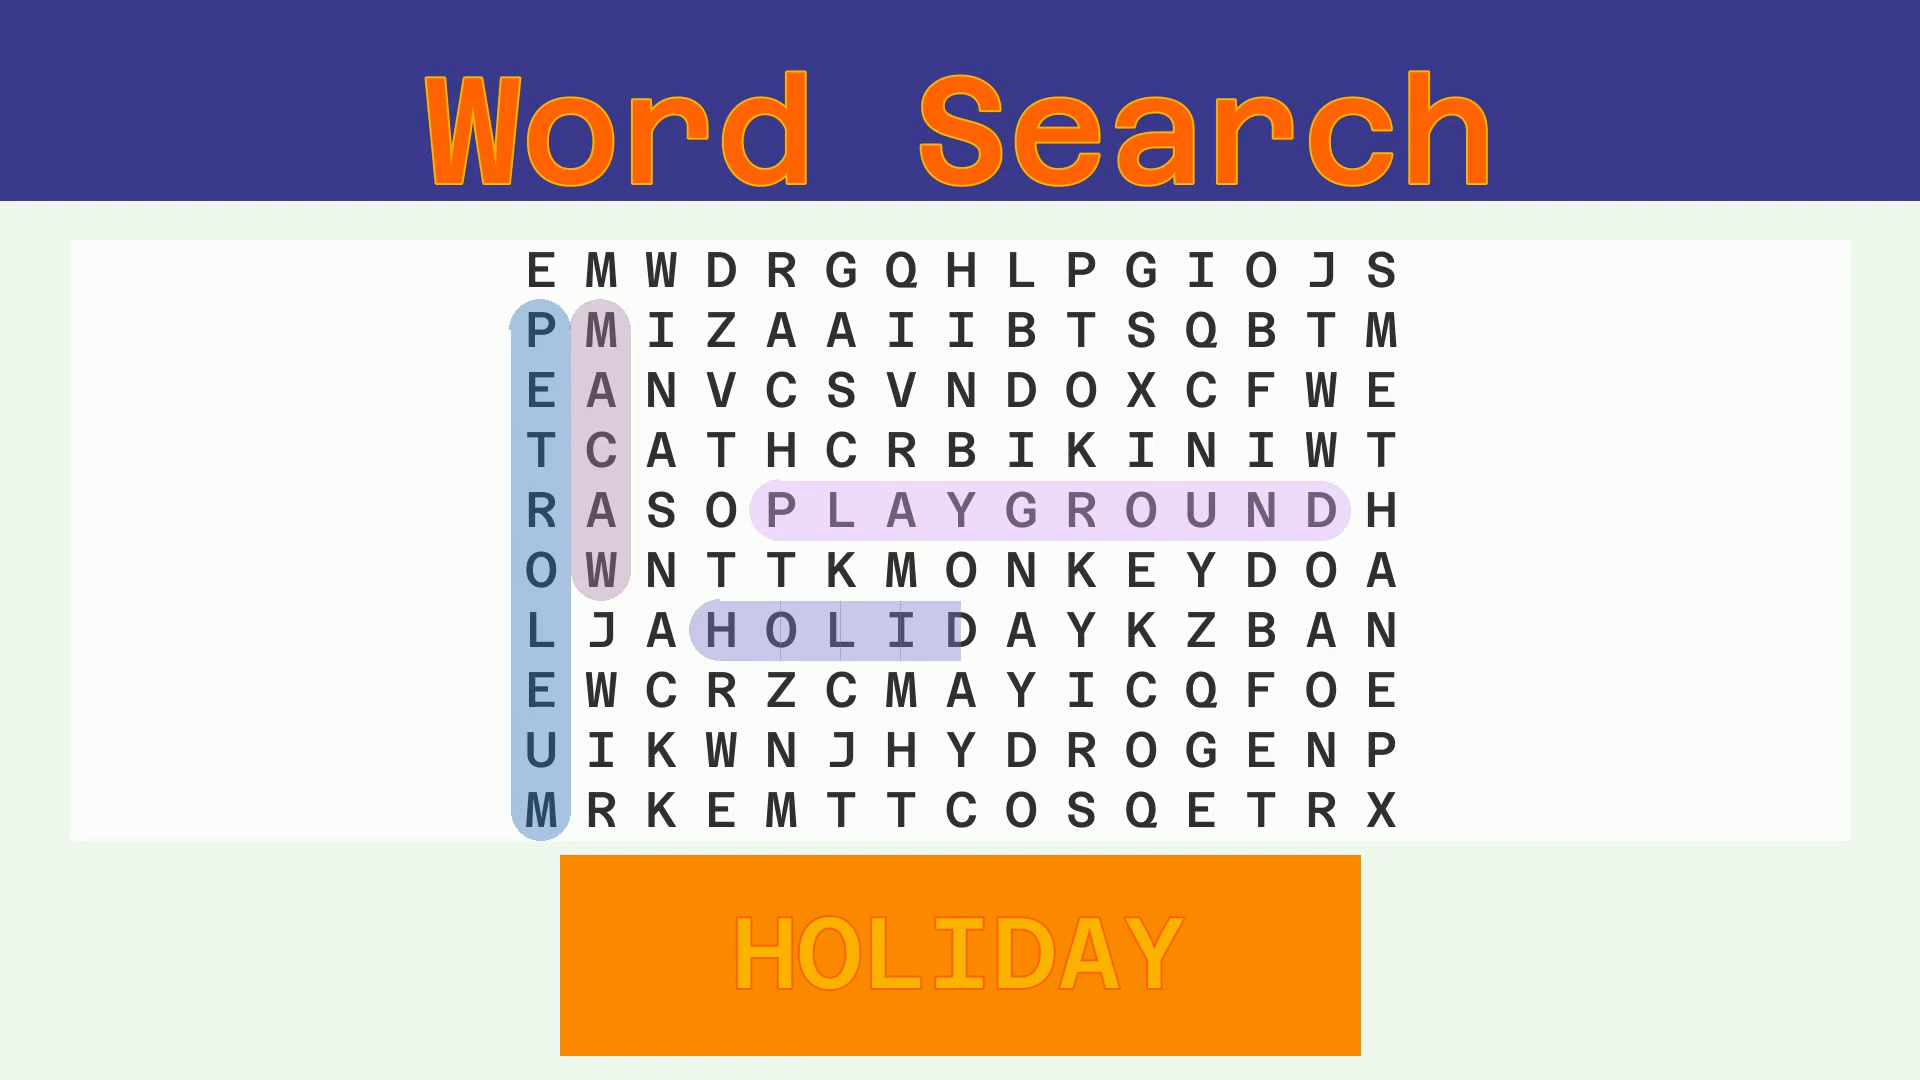 Word Search
E M W D R G Q H L P G I O J S
P M I Z A A I I B T S Q B T M
E A N V C S V N D O X C F W E
T C A T H C R B I K I N I W T
R A S O P L A Y G R O U N D H
O W N T T K M O N K E Y D O A
L J A H O L I D A Y K Z B A N
E W C R Z C M A Y I C Q F O E
U I K W N J H Y D R O G E N P
M R K E M T T C O S Q E T R X
HOLIDAY